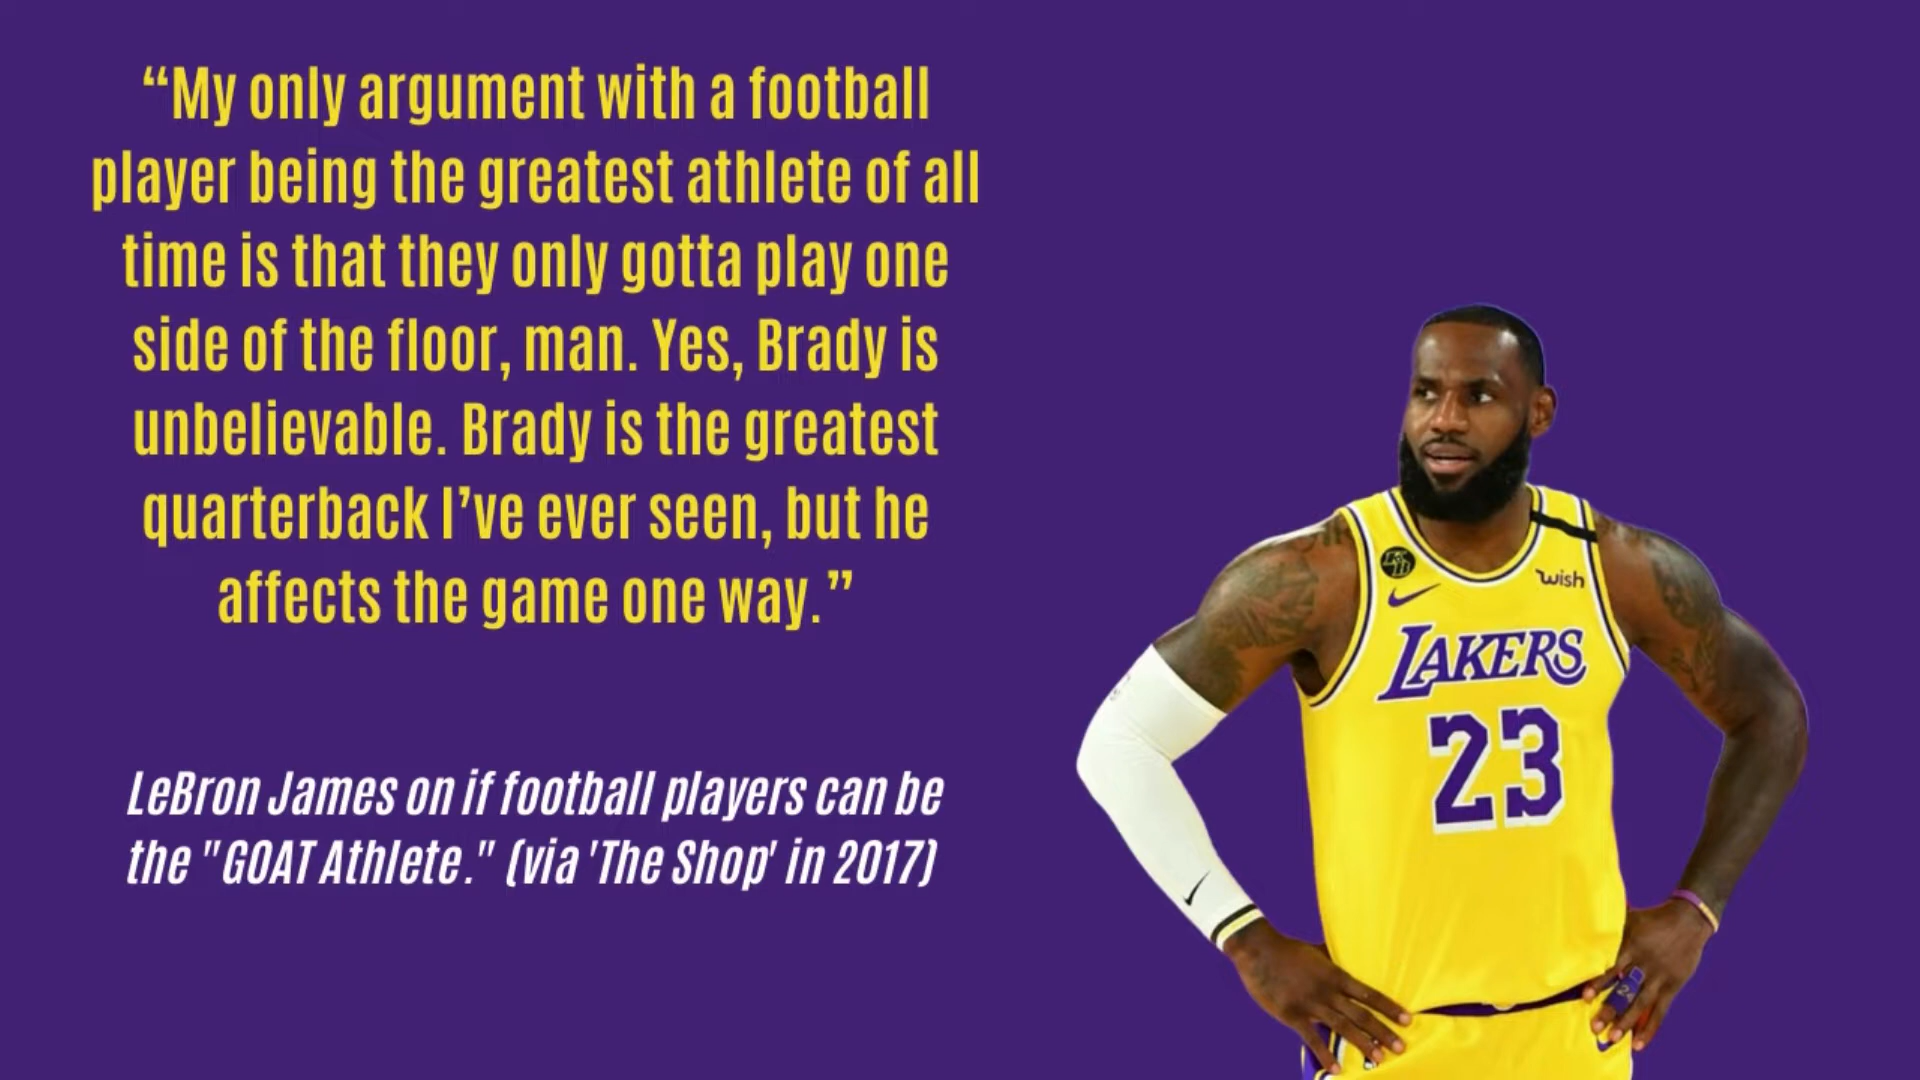 “My only argument with a football
player being the greatest athlete of all
time is that they only gotta play one
side of the floor, man. Yes, Brady is
unbelievable. Brady is the greatest
quarterback I’ve ever seen, but he
affects the game one way.”
LeBron James on if football players can be
the "GOAT Athlete." (via 'The Shop' in 2017)
wish
LAKERS
23